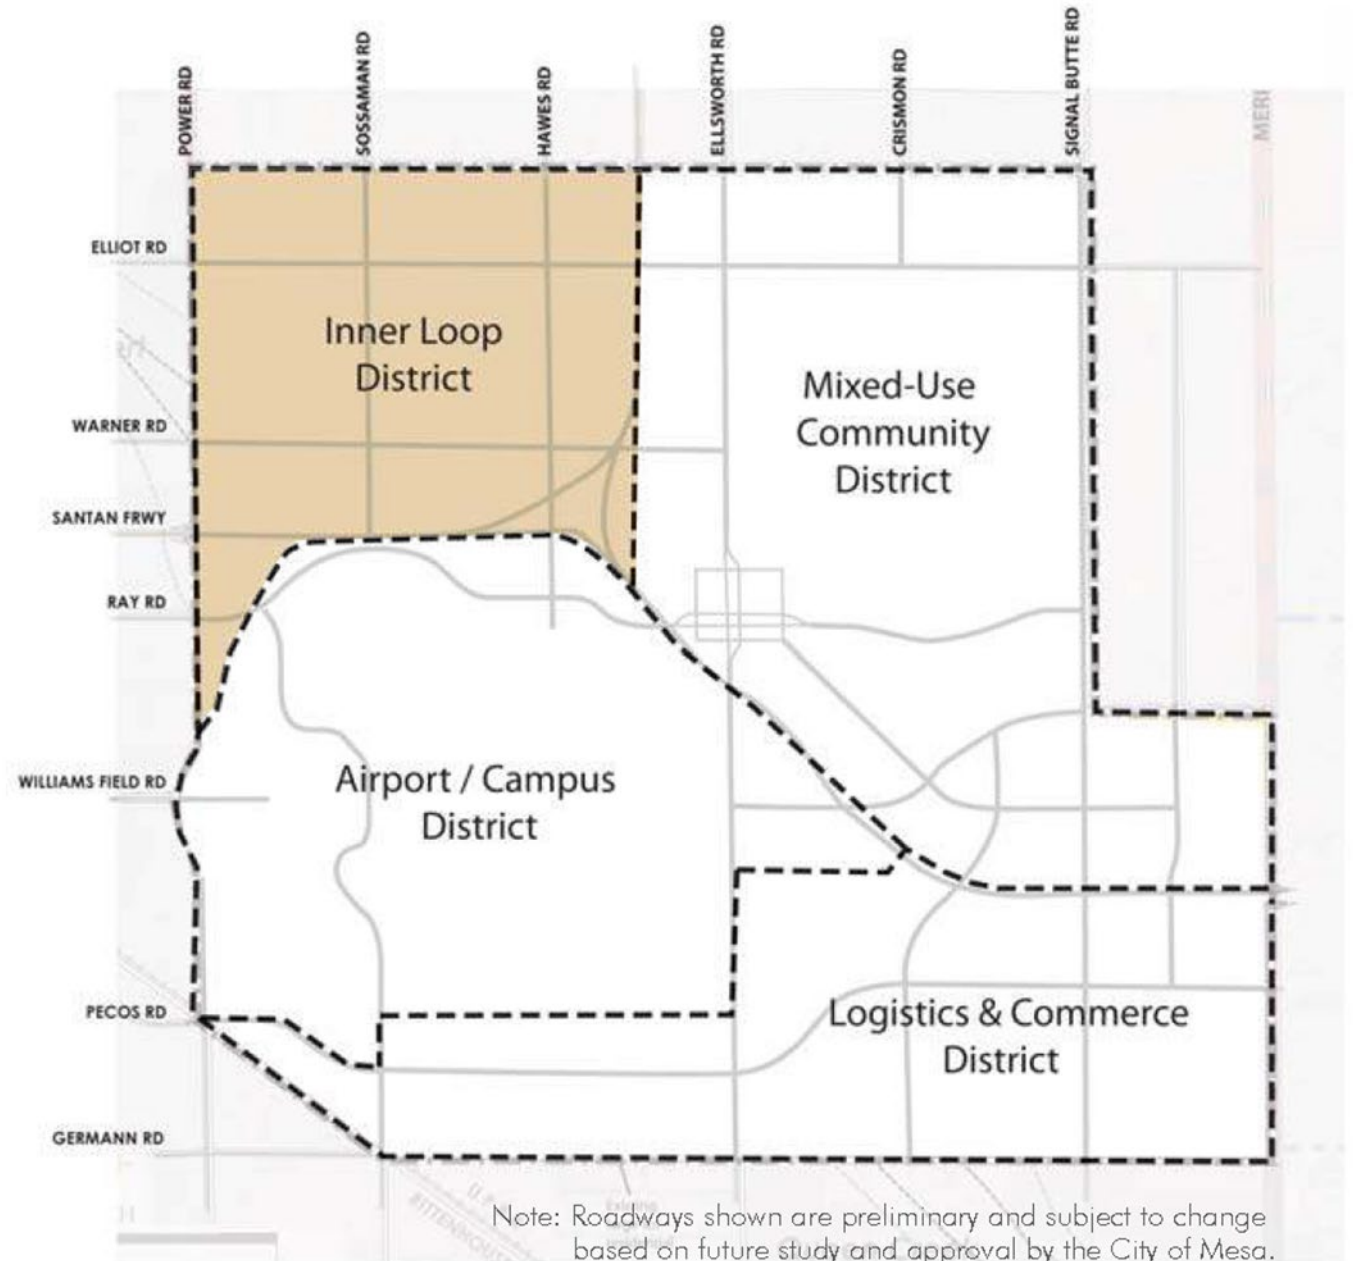 POWER RD
SOSSAMAN RD
HAWES RD
ELLSWORTH RD
CRISMON RD
SIGNAL BUTTE RD
MERI
ELLIOT RD
Inner Loop
District
Mixed-Use
Community
District
WARNER RD
SANTAN FRWY
RAY RD
WILLIAMS FIELD RD
Airport / Campus
District
PECOS RD
Logistics & Commerce
District
GERMANN RD
Note: Roadways shown are preliminary and subject to change
based on future study and approval by the City of Mesa.